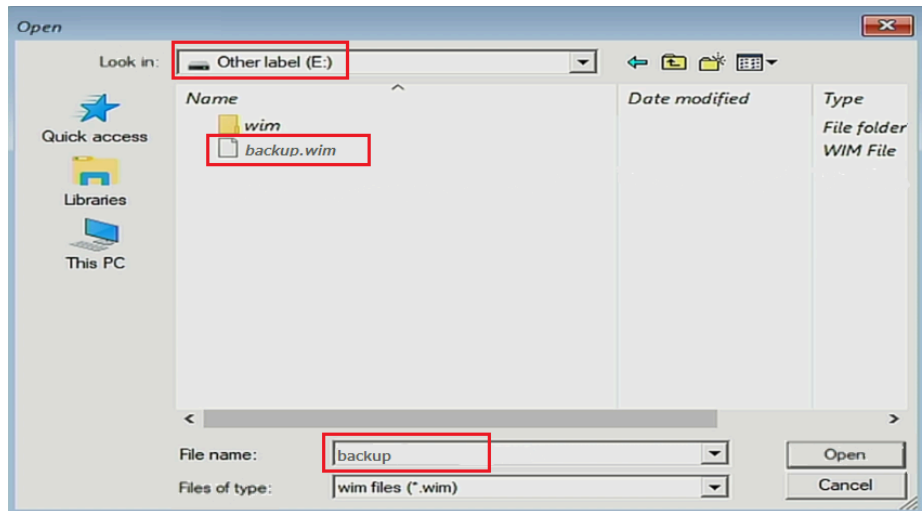 Open
Look in: Other label (E:)
Name Date modified Type
wim File folder
backup.wim WIM File
Quick access
Libraries
This PC
File name: backup Open
Files of type: wim files (*.wim) Cancel